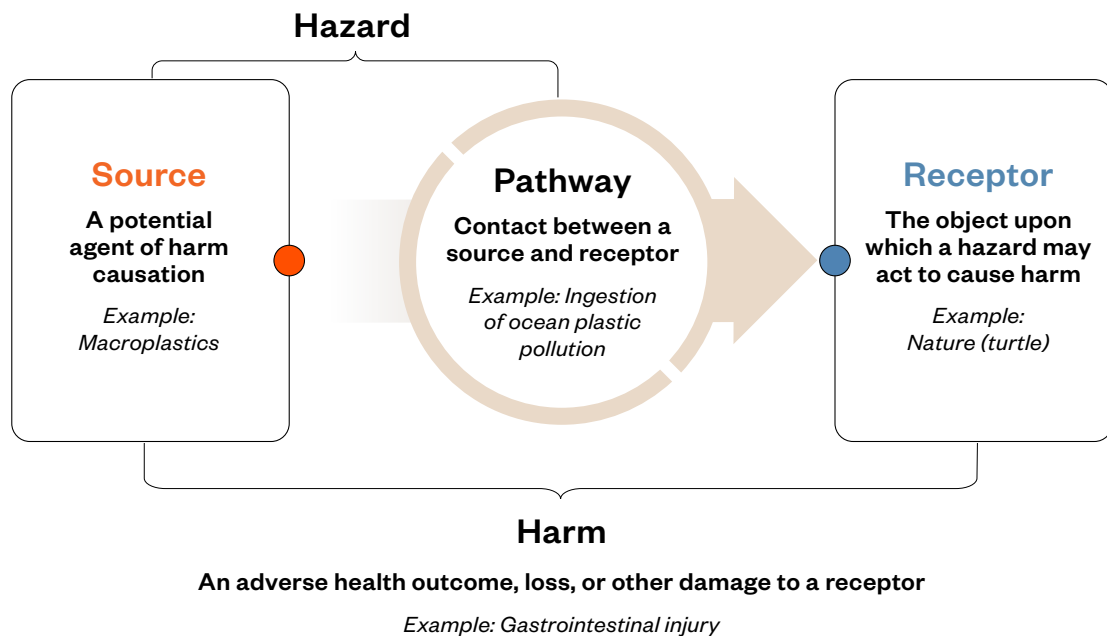 Hazard
Source
A potential
agent of harm
causation
Example:
Macroplastics
Pathway
Contact between a
source and receptor
Example: Ingestion
of ocean plastic
pollution
Receptor
The object upon
which a hazard may
act to cause harm
Example:
Nature (turtle)
Harm
An adverse health outcome, loss, or other damage to a receptor
Example: Gastrointestinal injury